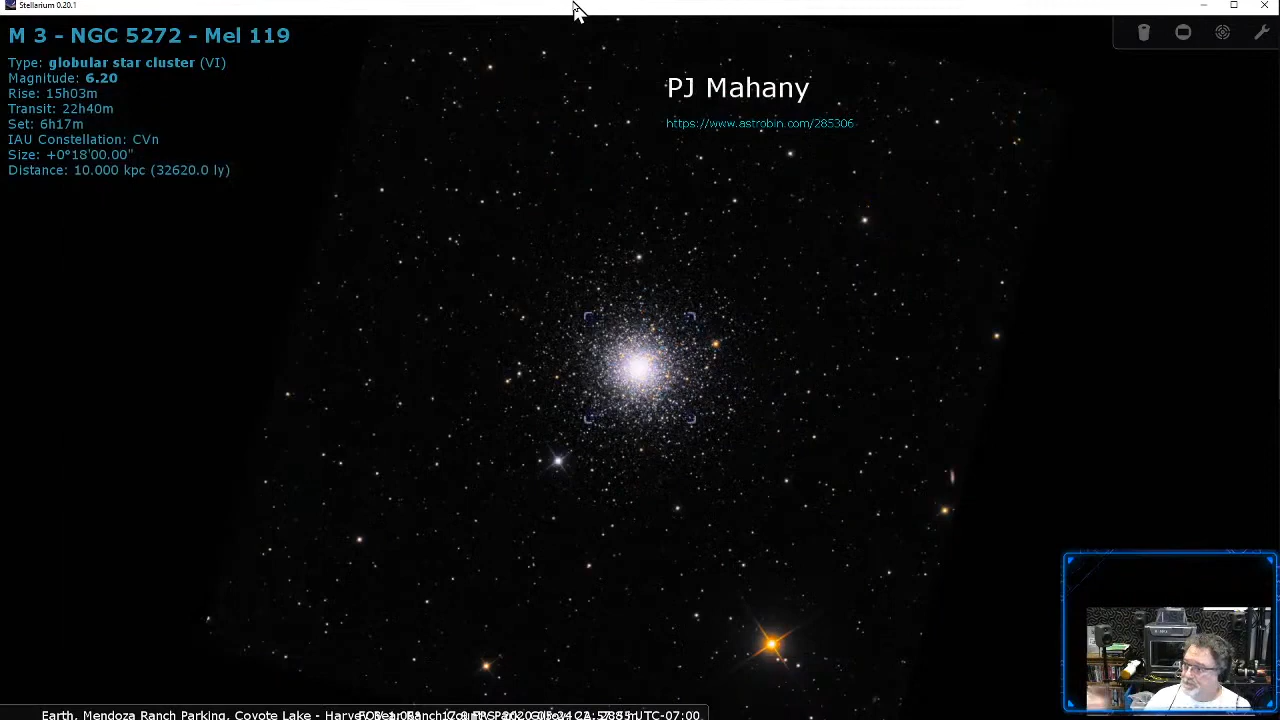 Stellarium 0.20.1
M 3 - NGC 5272 - Mel 119
Type: globular star cluster (VI)
Magnitude: 6.20
Rise: 15h03m
Transit: 22h40m
Set: 6h17m
IAU Constellation: CVn
Size: +0°18'00.00"
Distance: 10.000 kpc (32620.0 ly)
PJ Mahany
https://www.astrobin.com/285306
Earth, Mendoza Ranch Parking, Coyote Lake - UTC-07:00